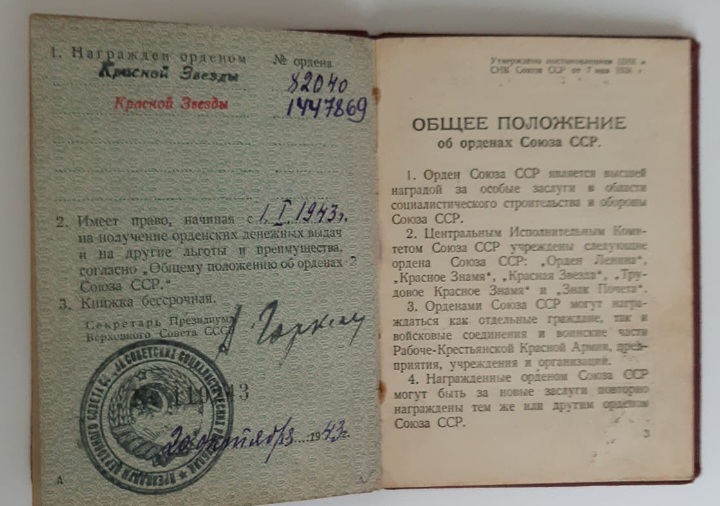 1. Награжден орденом № ордена
Красной Звезды 82040
Красной Звезды 1447869
2. Имеет право, начиная с 1.I.1943г.
на получение орденских денежных выдач
и на другие льготы и преимущества,
согласно „Общему положению об орденах
Союза ССР.“
3. Книжка бессрочная.
Секретарь Президиума
Верховного Совета СССР
А. Горкин
20 октября 1943г.
А
Утверждено постановлением ЦИК и
СНК Союза ССР от 7 мая 1936 г.
ОБЩЕЕ ПОЛОЖЕНИЕ
об орденах Союза ССР.
1. Орден Союза ССР является высшей
наградой за особые заслуги в области
социалистического строительства и обороны
Союза ССР.
2. Центральным Исполнительным Коми-
тетом Союза ССР учреждены следующие
ордена Союза ССР: „Орден Ленина“,
„Красное Знамя“, „Красная Звезда“, „Тру-
довое Красное Знамя“ и „Знак Почета“.
3. Орденами Союза ССР могут награ-
ждаться как отдельные граждане, так и
войсковые соединения и воинские части
Рабоче-Крестьянской Красной Армии, пред-
приятия, учреждения и организации.
4. Награжденные орденом Союза ССР
могут быть за новые заслуги повторно
награждены тем же или другим орденом
Союза ССР.
3